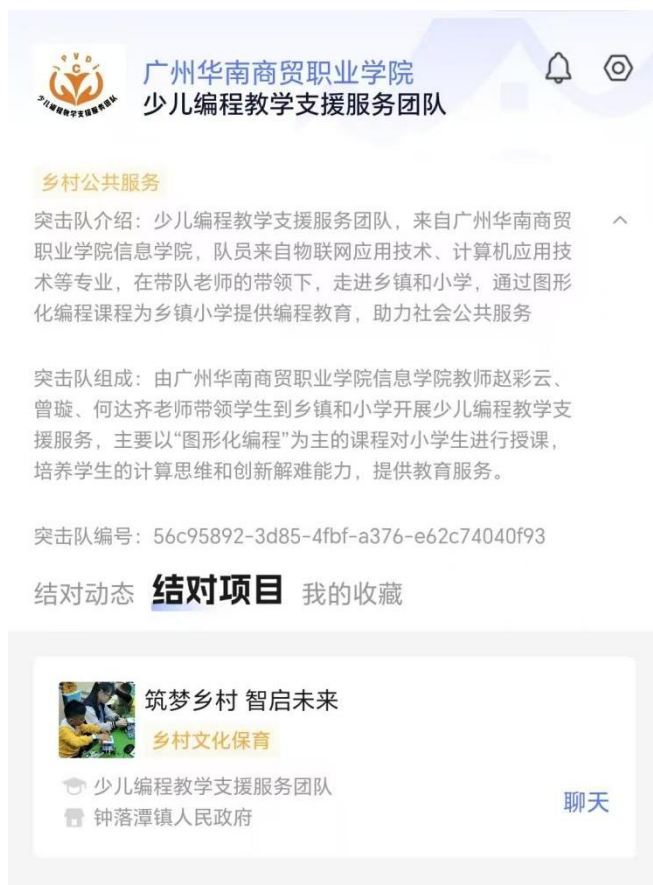 PVDC
少儿编程教学支援服务团队
广州华南商贸职业学院
少儿编程教学支援服务团队
乡村公共服务
突击队介绍：少儿编程教学支援服务团队，来自广州华南商贸
职业学院信息学院，队员来自物联网应用技术、计算机应用技
术等专业，在带队老师的带领下，走进乡镇和小学，通过图形
化编程课程为乡镇小学提供编程教育，助力社会公共服务
突击队组成：由广州华南商贸职业学院信息学院教师赵彩云、
曾璇、何达齐老师带领学生到乡镇和小学开展少儿编程教学支
援服务，主要以“图形化编程”为主的课程对小学生进行授课，
培养学生的计算思维和创新解难能力，提供教育服务。
突击队编号：56c95892-3d85-4fbf-a376-e62c74040f93
结对动态 结对项目 我的收藏
筑梦乡村 智启未来
乡村文化保育
少儿编程教学支援服务团队
钟落潭镇人民政府
聊天